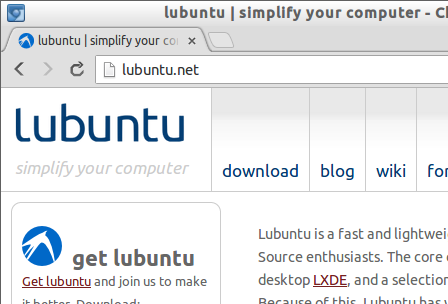 lubuntu | simplify your computer - C
lubuntu | simplify your co
lubuntu.net
lubuntu
simplify your computer
download blog wiki for
get lubuntu
Get lubuntu and join us to make
it better. Download:
Lubuntu is a fast and lightwei
Source enthusiasts. The core o
desktop LXDE, and a selection
Because of this, Lubuntu has v